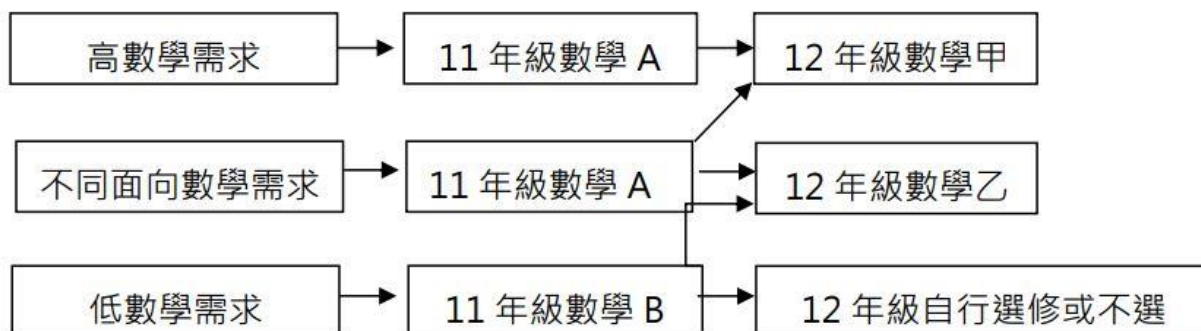 高數學需求
11 年級數學 A
12 年級數學甲
不同面向數學需求
11 年級數學 A
12 年級數學乙
低數學需求
11 年級數學 B
12 年級自行選修或不選